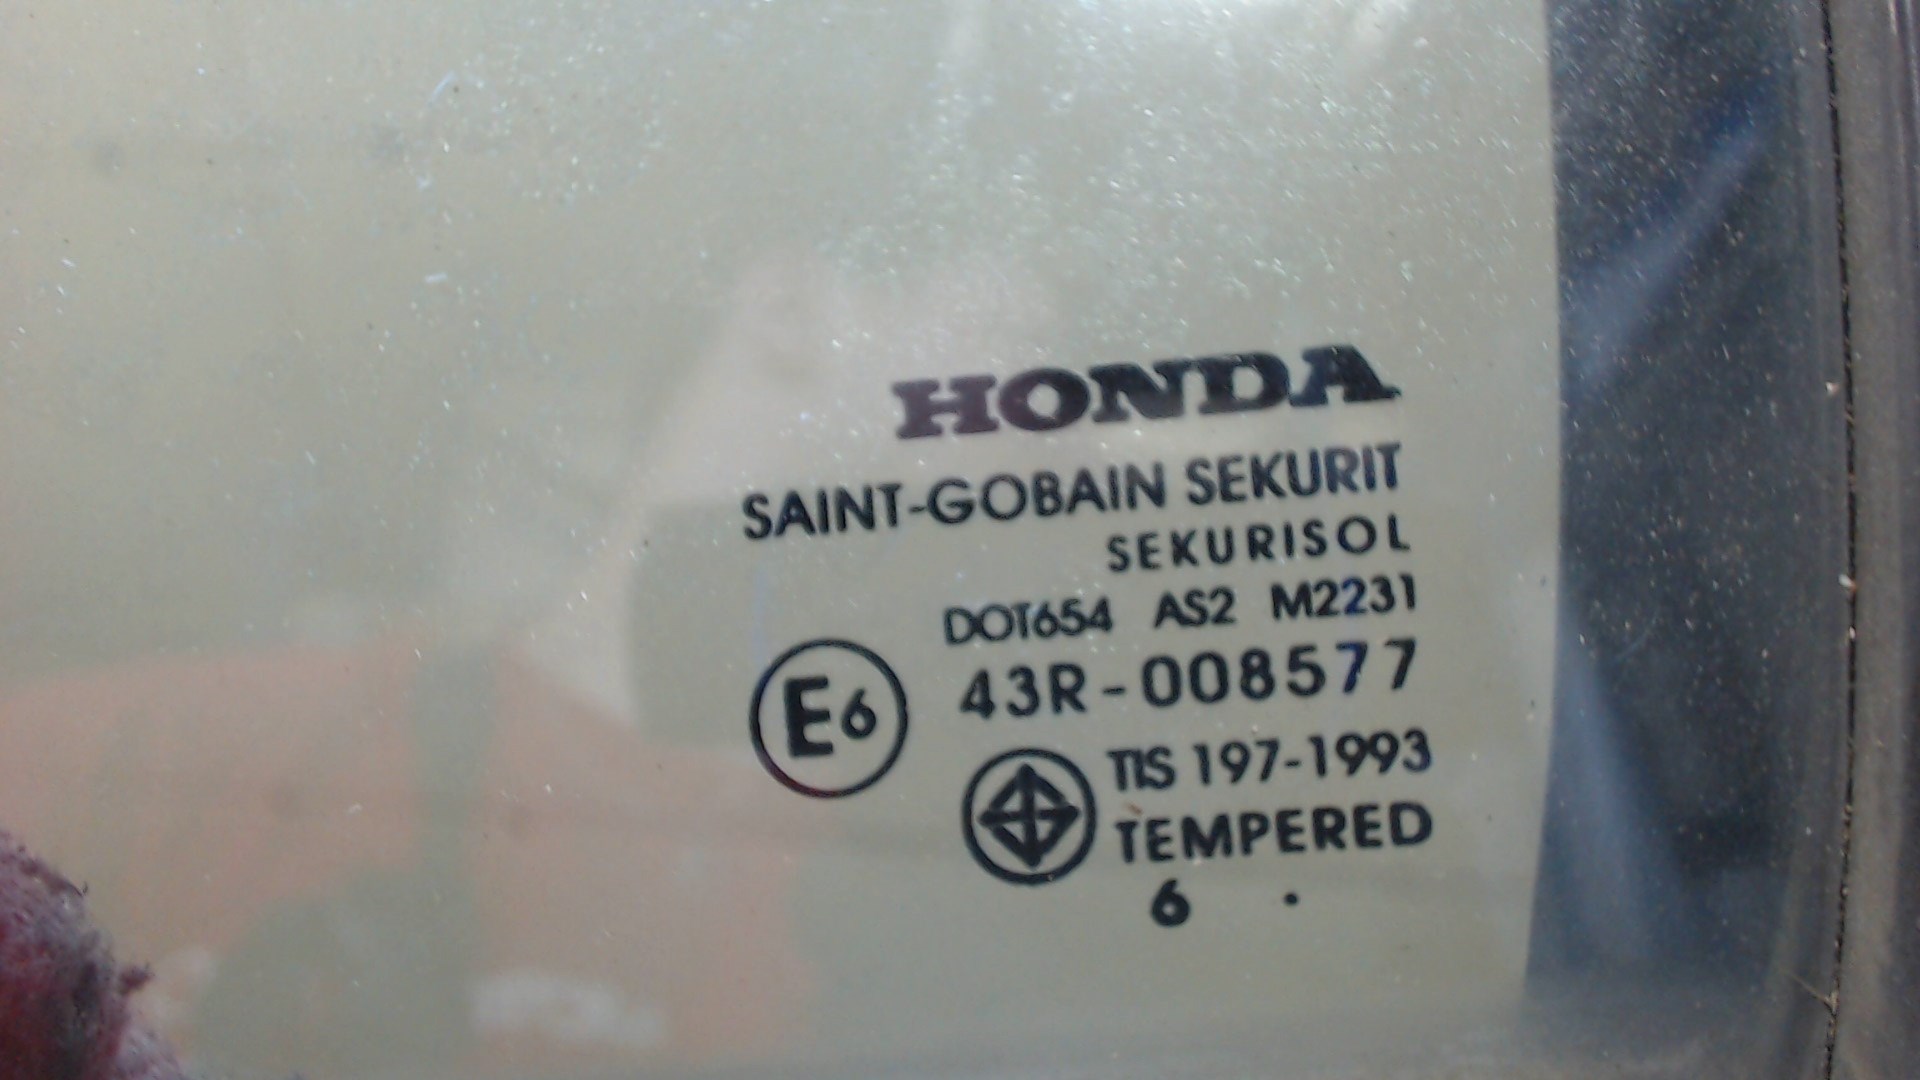 HONDA
SAINT-GOBAIN SEKURIT
SEKURISOL
DOT654 AS2 M2231
E6 43R-008577
TIS 197-1993
TEMPERED
6 .